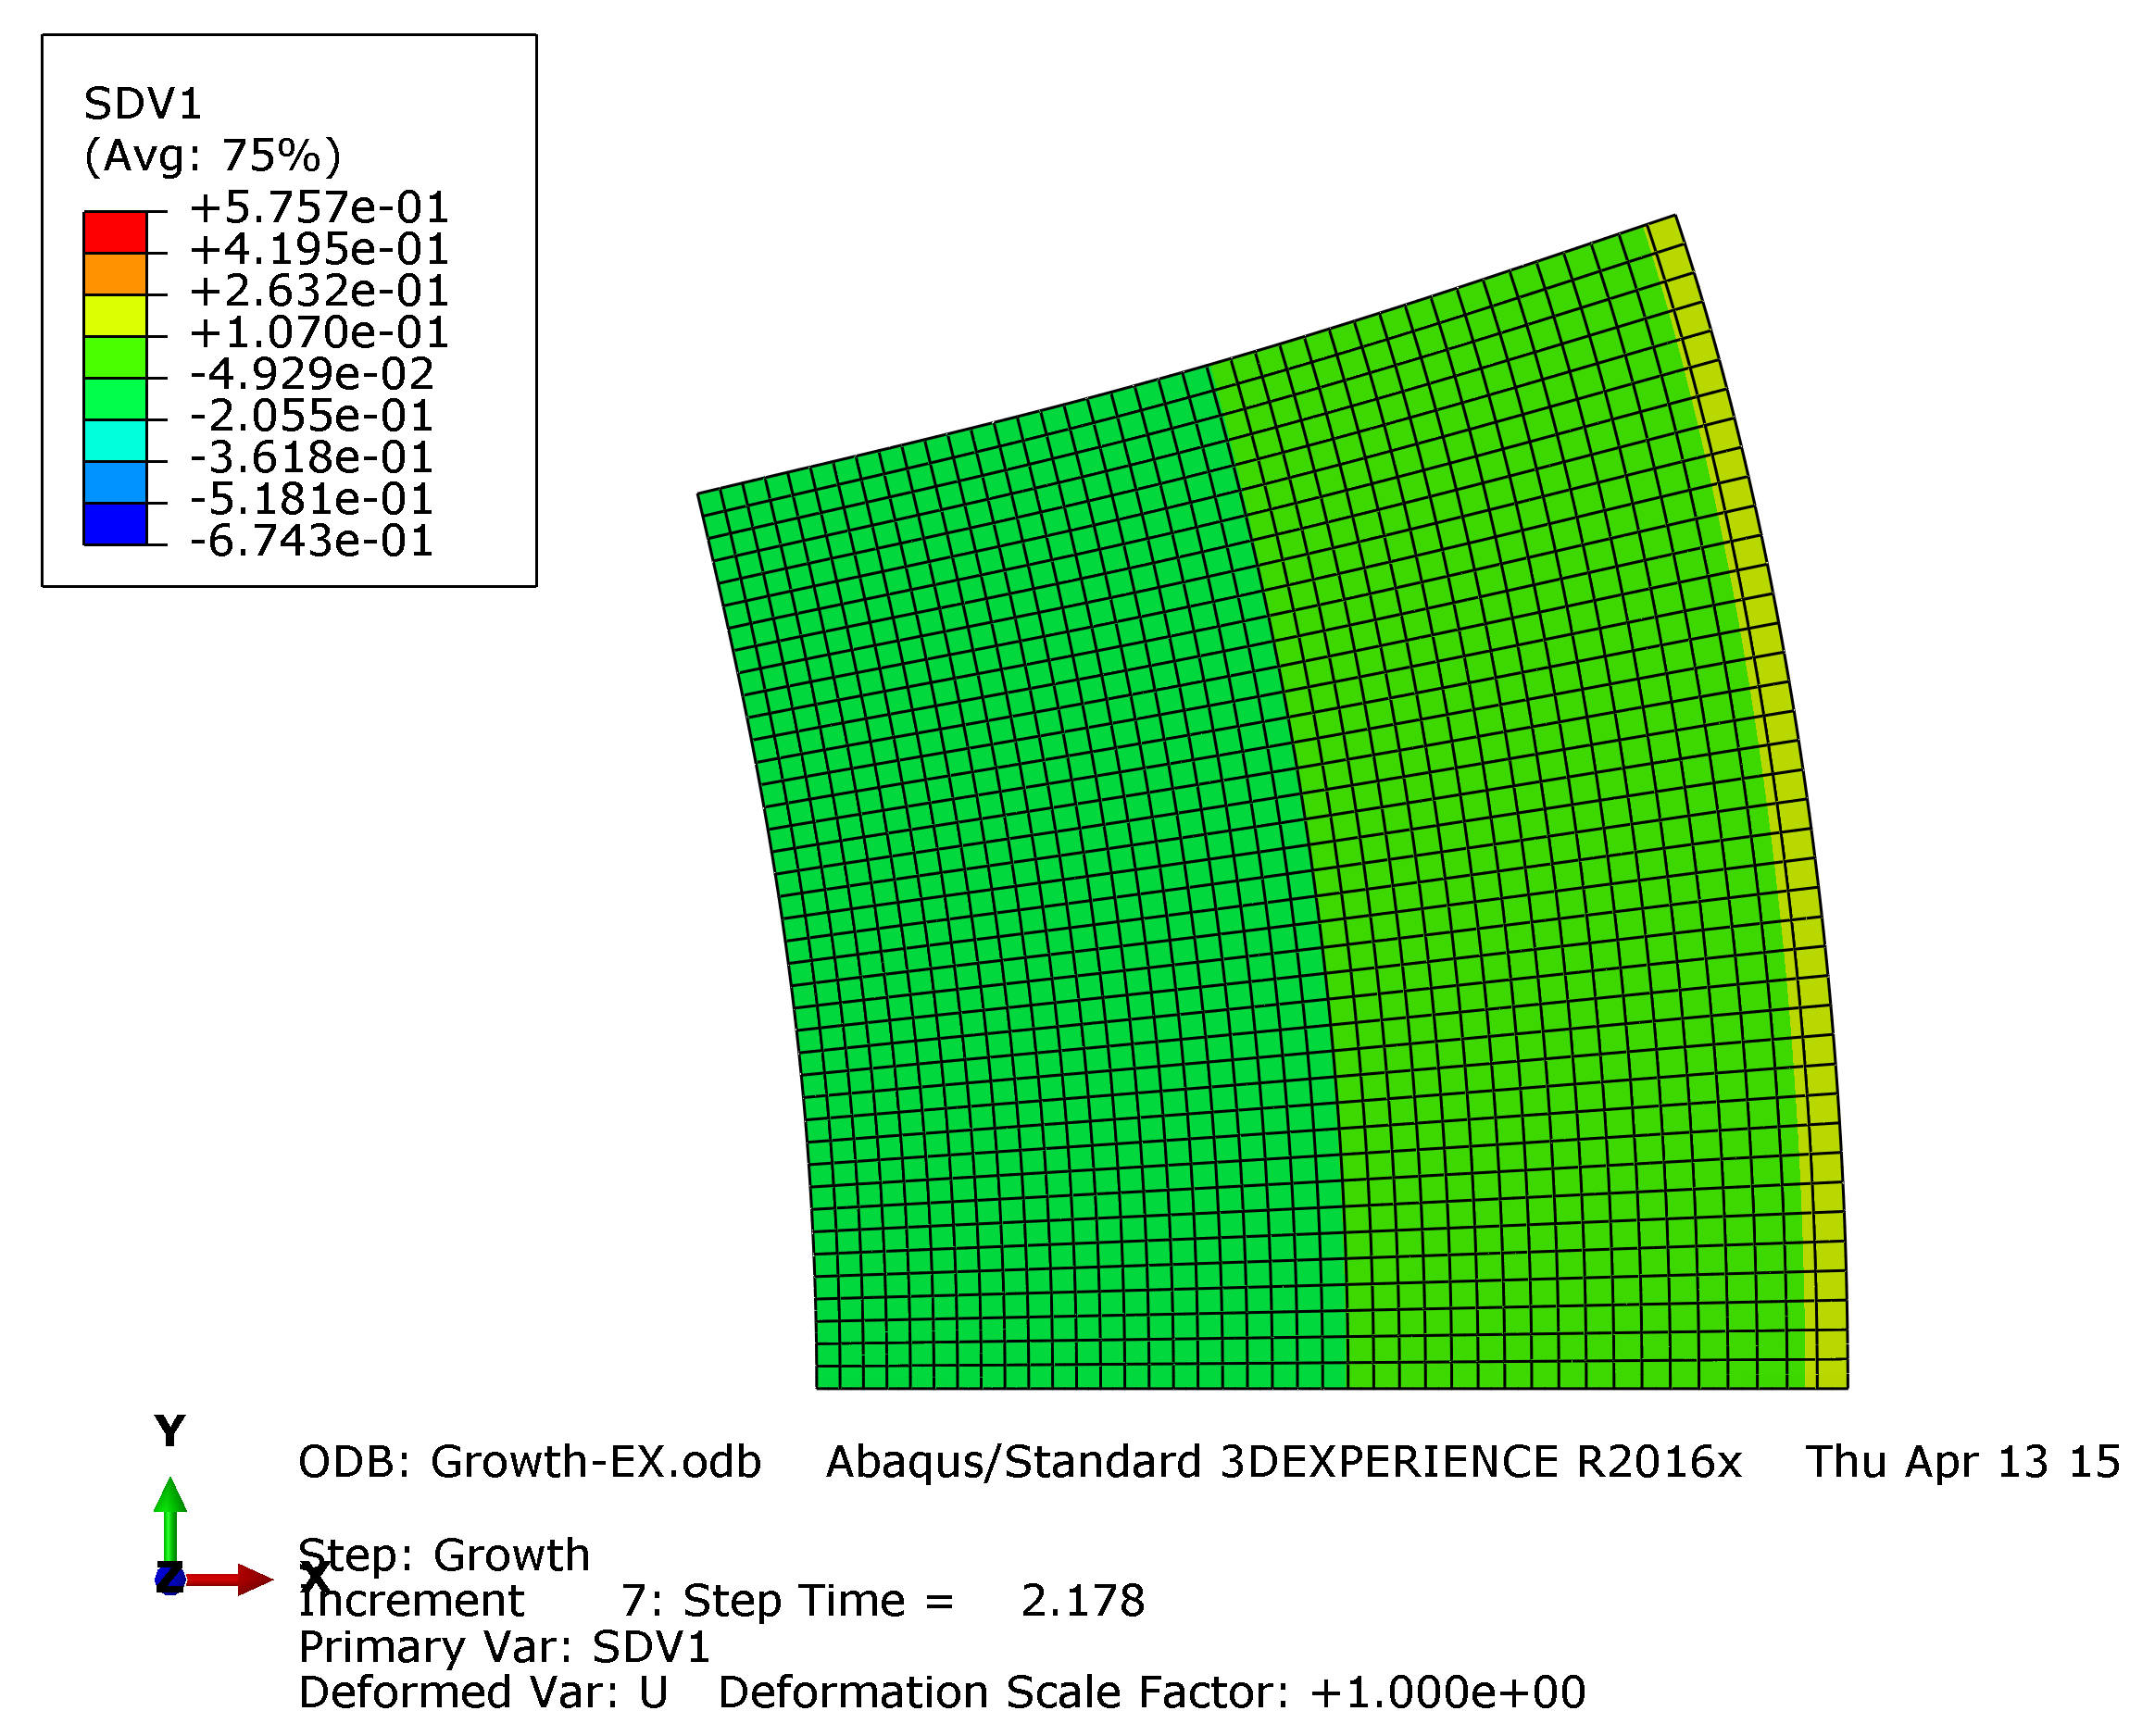 SDV1
(Avg: 75%)
+5.757e-01
+4.195e-01
+2.632e-01
+1.070e-01
-4.929e-02
-2.055e-01
-3.618e-01
-5.181e-01
-6.743e-01
Y
Z
X
ODB: Growth-EX.odb    Abaqus/Standard 3DEXPERIENCE R2016x    Thu Apr 13 15
Step: Growth
Increment      7: Step Time =    2.178
Primary Var: SDV1
Deformed Var: U   Deformation Scale Factor: +1.000e+00